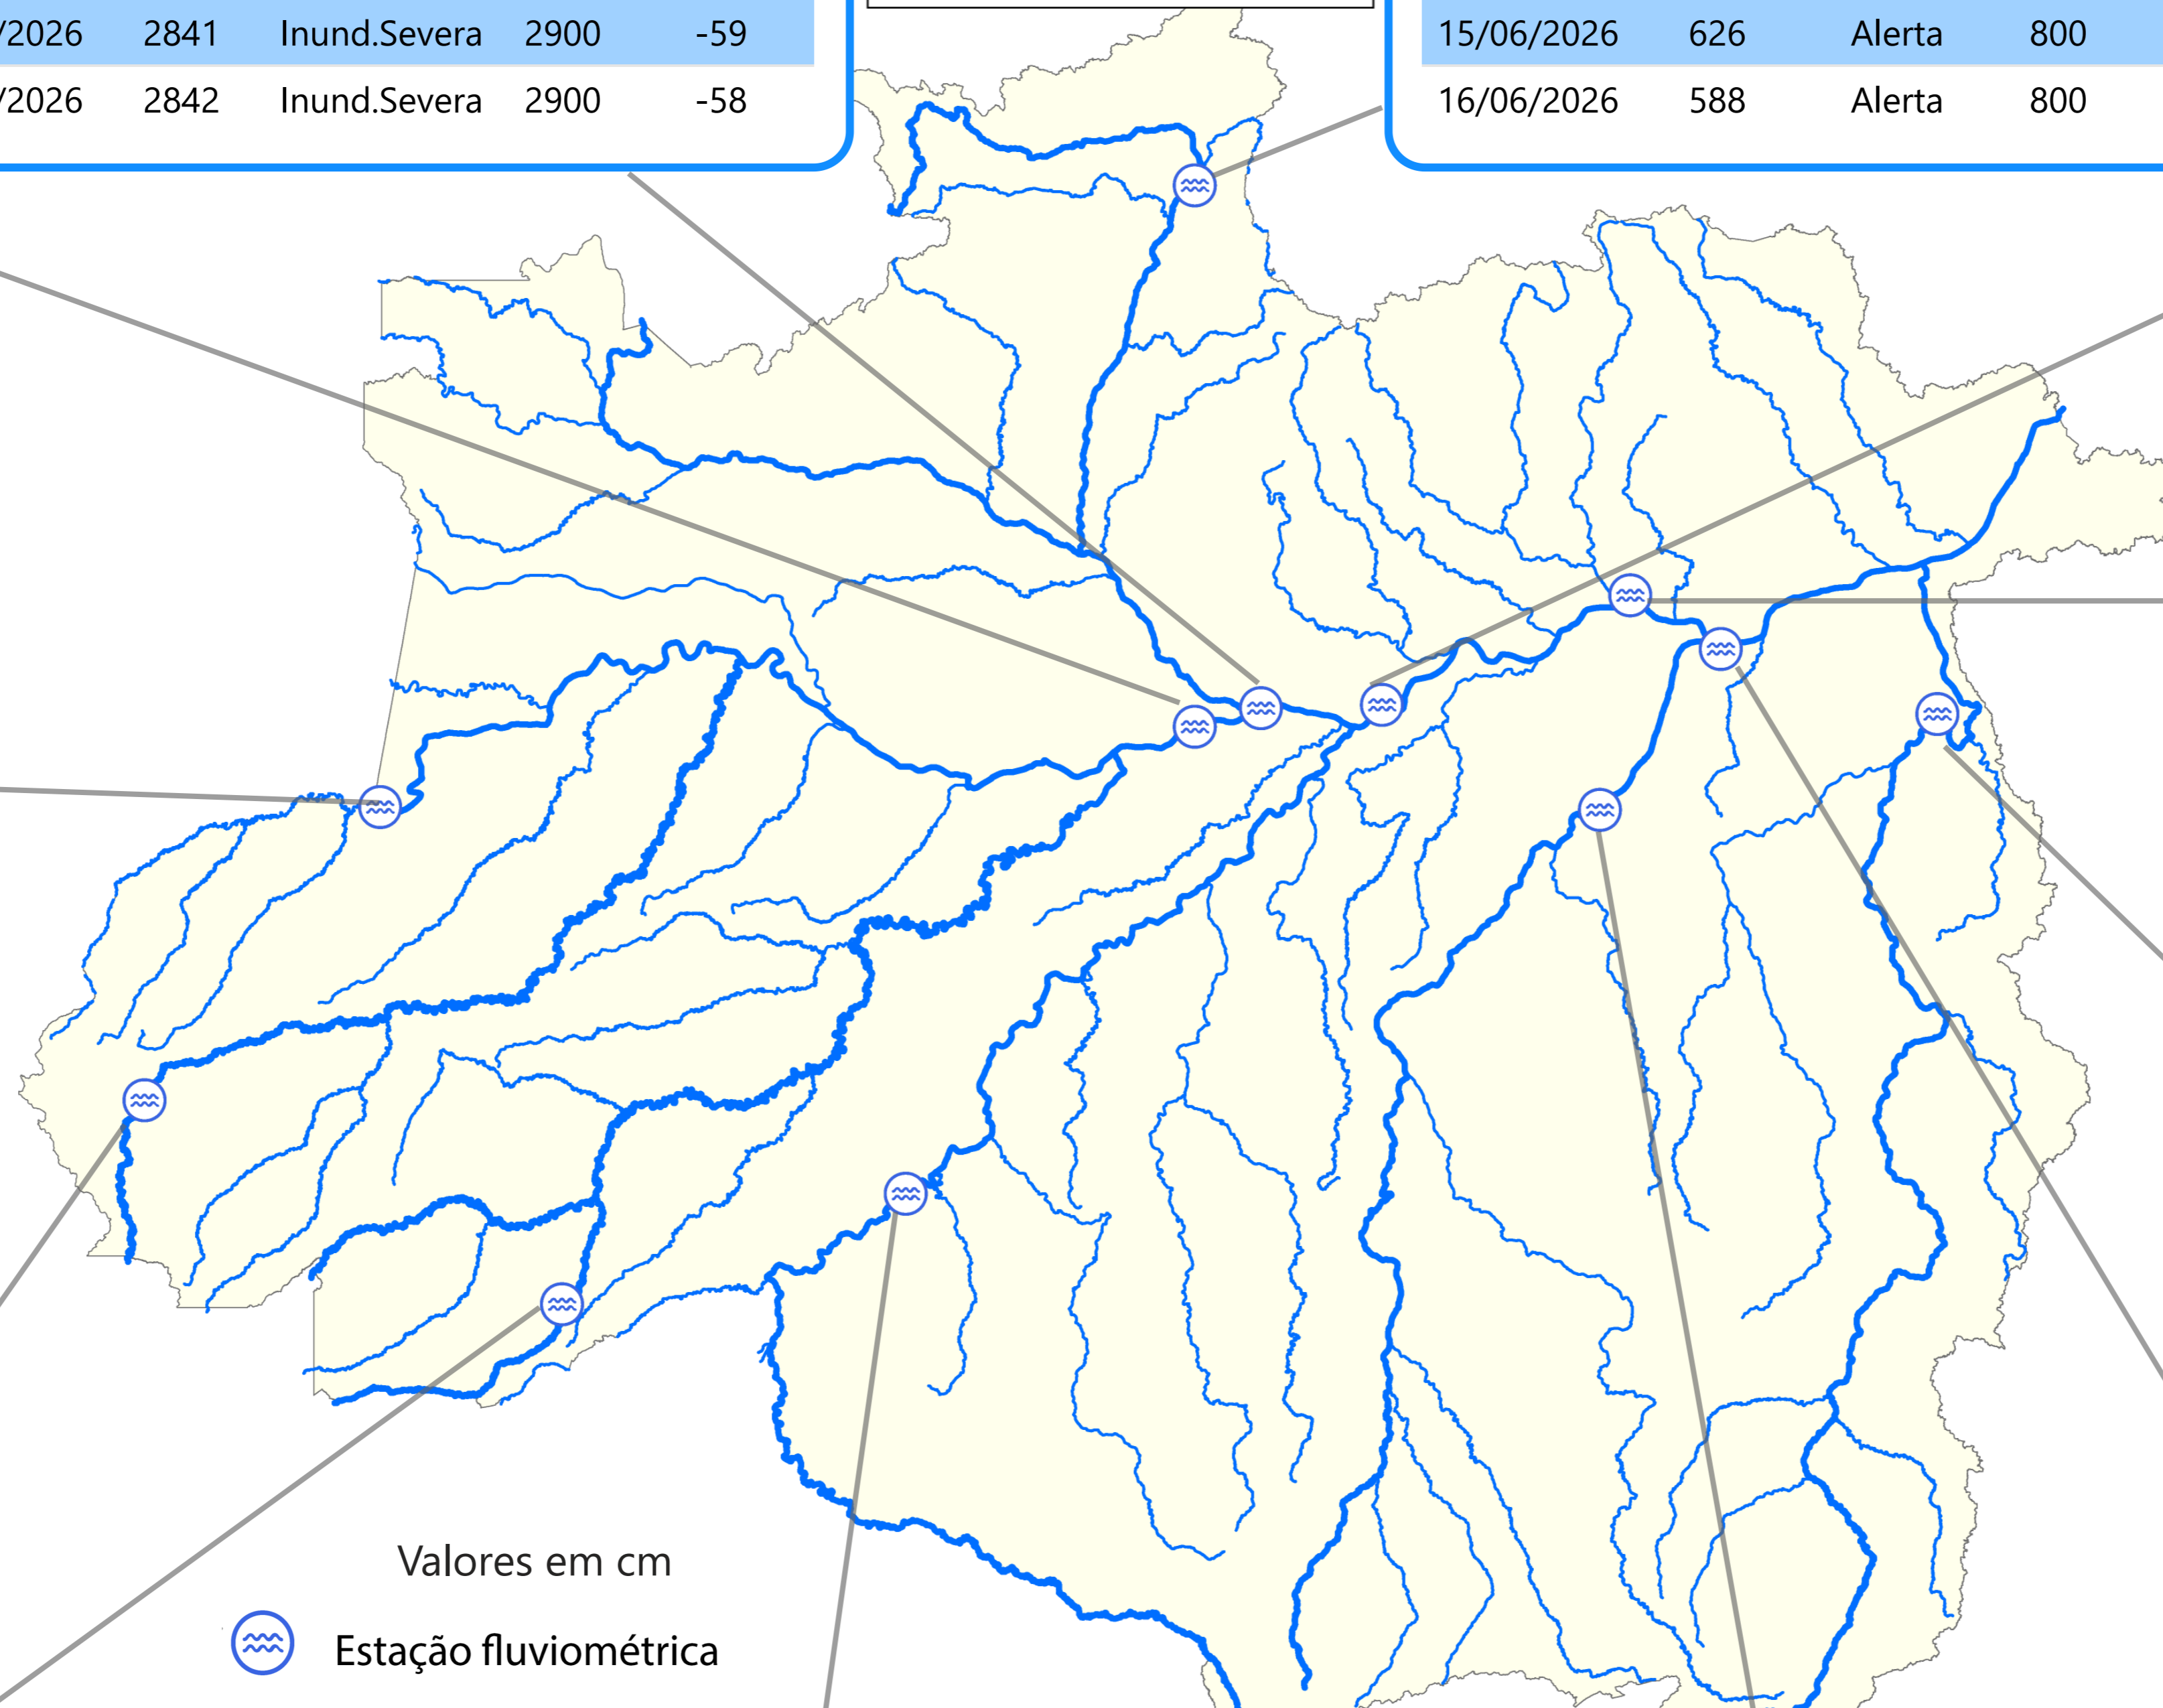 /2026 2841 Inund.Severa 2900 -59
/2026 2842 Inund.Severa 2900 -58
15/06/2026 626 Alerta 800
16/06/2026 588 Alerta 800
Valores em cm
Estação fluviométrica